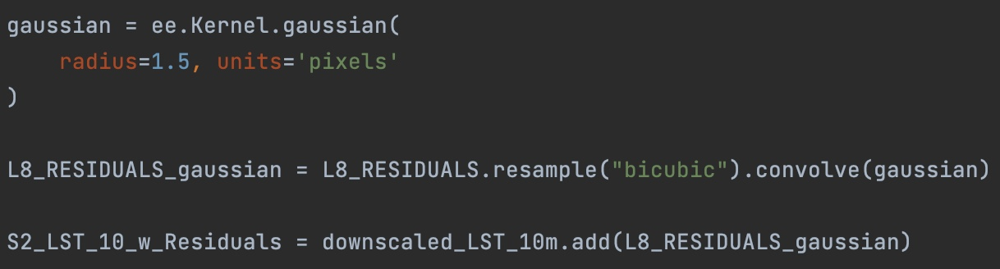 gaussian = ee.Kernel.gaussian(
    radius=1.5, units='pixels'
)
L8_RESIDUALS_gaussian = L8_RESIDUALS.resample("bicubic").convolve(gaussian)
S2_LST_10_w_Residuals = downscaled_LST_10m.add(L8_RESIDUALS_gaussian)